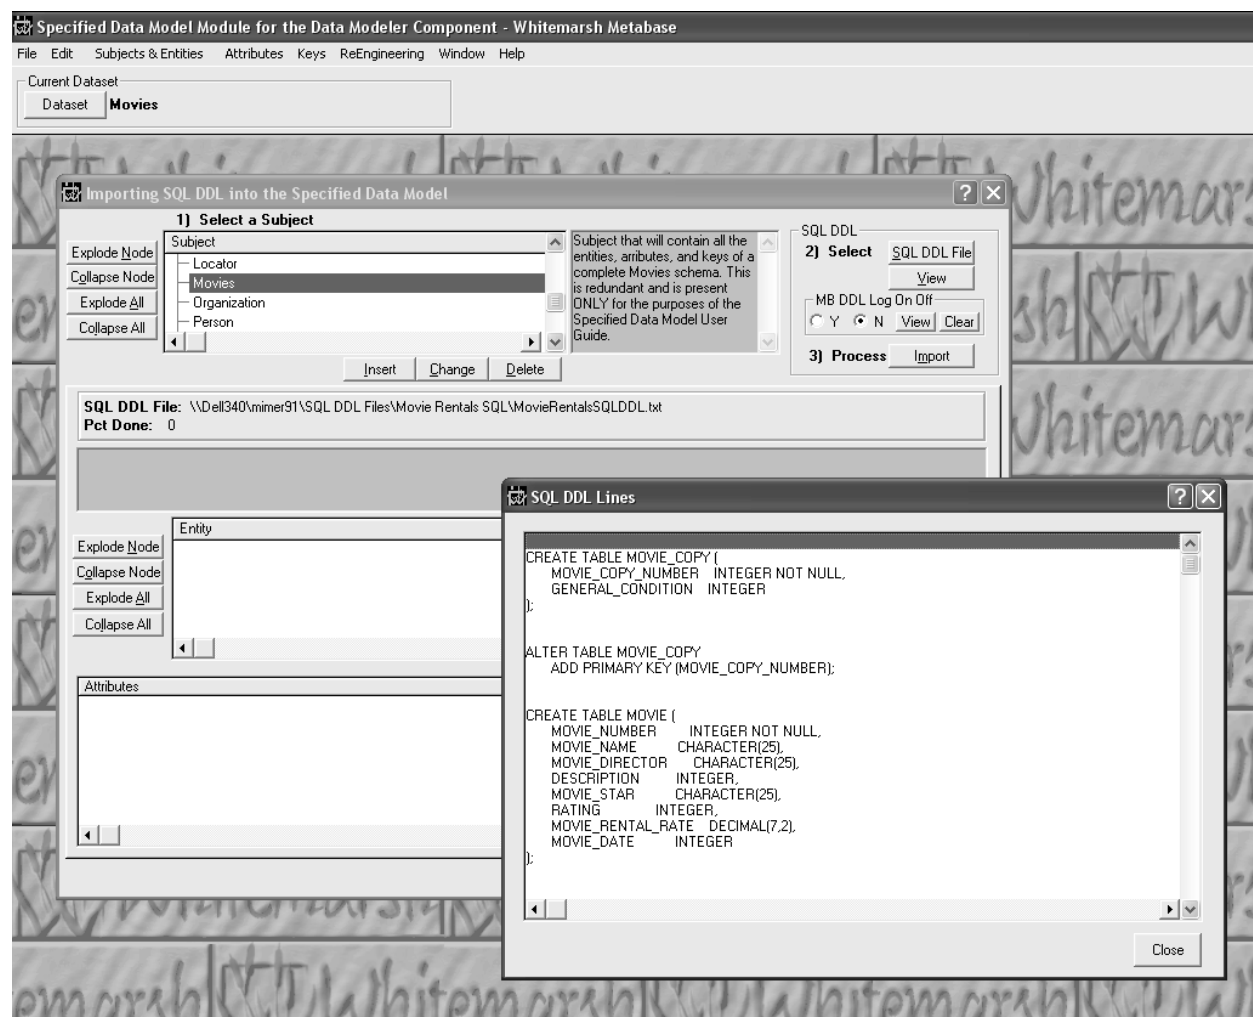 Specified Data Model Module for the Data Modeler Component - Whitemarsh Metabase
File Edit Subjects & Entities Attributes Keys ReEngineering Window Help
Current Dataset
Dataset Movies
Importing SQL DDL into the Specified Data Model
1) Select a Subject
Explode Node
Collapse Node
Explode All
Collapse All
Subject
Locator
Movies
Organization
Person
Subject that will contain all the
entities, arributes, and keys of a
complete Movies schema. This
is redundant and is present
ONLY for the purposes of the
Specified Data Model User
Guide.
SQL DDL
2) Select SQL DDL File
View
MB DDL Log On Off
Y N View Clear
3) Process Import
Insert Change Delete
SQL DDL File: \\Dell340\mimer91\SQL DDL Files\Movie Rentals SQL\MovieRentalsSQLDDL.txt
Pct Done: 0
Explode Node
Collapse Node
Explode All
Collapse All
Entity
Attributes
SQL DDL Lines
CREATE TABLE MOVIE_COPY (
MOVIE_COPY_NUMBER INTEGER NOT NULL,
GENERAL_CONDITION INTEGER
);
ALTER TABLE MOVIE_COPY
ADD PRIMARY KEY (MOVIE_COPY_NUMBER);
CREATE TABLE MOVIE (
MOVIE_NUMBER INTEGER NOT NULL,
MOVIE_NAME CHARACTER(25),
MOVIE_DIRECTOR CHARACTER(25),
DESCRIPTION INTEGER,
MOVIE_STAR CHARACTER(25),
RATING INTEGER,
MOVIE_RENTAL_RATE DECIMAL(7,2),
MOVIE_DATE INTEGER
);
Close
Whitemarsh